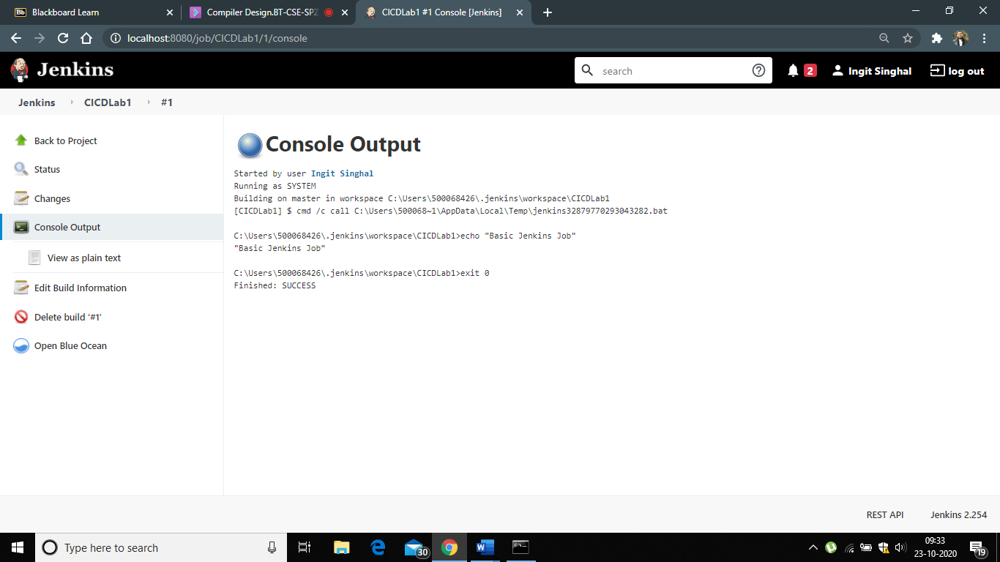 Blackboard Learn
Compiler Design.BT-CSE-SPZ
CICDLab1 #1 Console [Jenkins]
localhost:8080/job/CICDLab1/1/console
Jenkins
search
2
Ingit Singhal
log out
Jenkins
CICDLab1
#1
Back to Project
Status
Changes
Console Output
View as plain text
Edit Build Information
Delete build ‘#1’
Open Blue Ocean
Console Output
Started by user Ingit Singhal
Running as SYSTEM
Building on master in workspace C:\Users\500068426\.jenkins\workspace\CICDLab1
[CICDLab1] $ cmd /c call C:\Users\500068~1\AppData\Local\Temp\jenkins32879770293043282.bat
C:\Users\500068426\.jenkins\workspace\CICDLab1>echo "Basic Jenkins Job"
"Basic Jenkins Job"
C:\Users\500068426\.jenkins\workspace\CICDLab1>exit 0
Finished: SUCCESS
REST API
Jenkins 2.254
Type here to search
30
09:33
23-10-2020
19